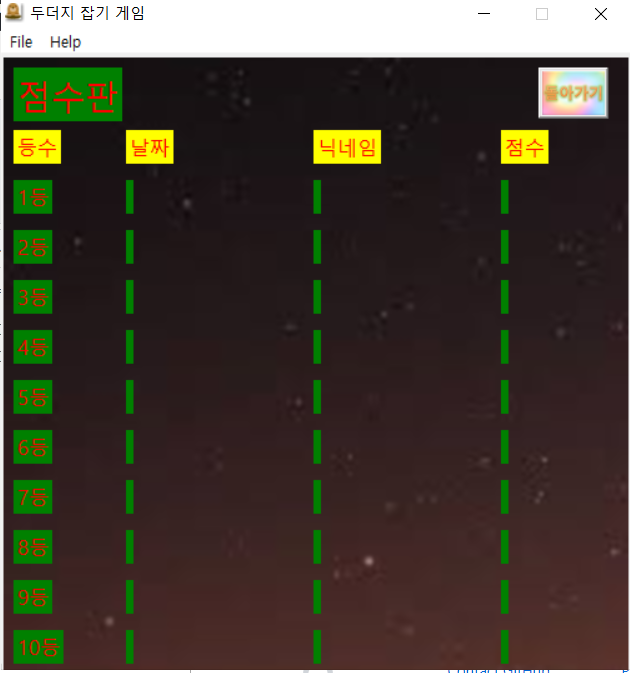 두더지 잡기 게임
File Help
점수판 돌아가기
등수 날짜 닉네임 점수
1등
2등
3등
4등
5등
6등
7등
8등
9등
10등